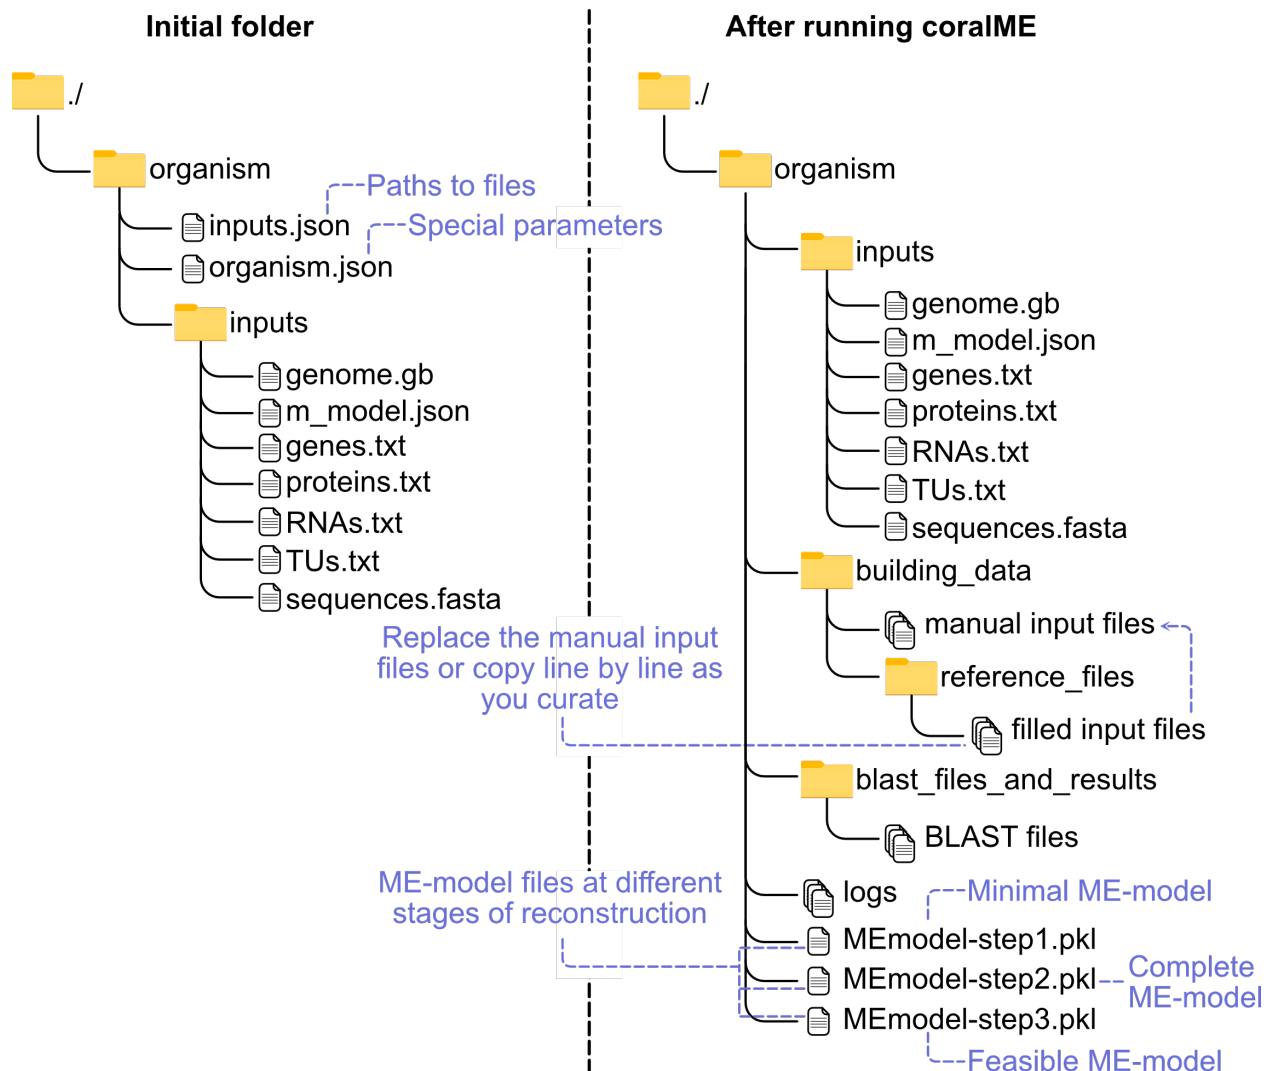 Initial folder
./
organism
Paths to files
inputs.json
Special parameters
organism.json
inputs
genome.gb
m_model.json
genes.txt
proteins.txt
RNAs.txt
TUs.txt
sequences.fasta
Replace the manual input
files or copy line by line as
you curate
ME-model files at different
stages of reconstruction
After running coralME
./
organism
inputs
genome.gb
m_model.json
genes.txt
proteins.txt
RNAs.txt
TUs.txt
sequences.fasta
building_data
manual input files
reference_files
filled input files
blast_files_and_results
BLAST files
logs
Minimal ME-model
MEmodel-step1.pkl
MEmodel-step2.pkl
Complete
ME-model
MEmodel-step3.pkl
Feasible ME-model